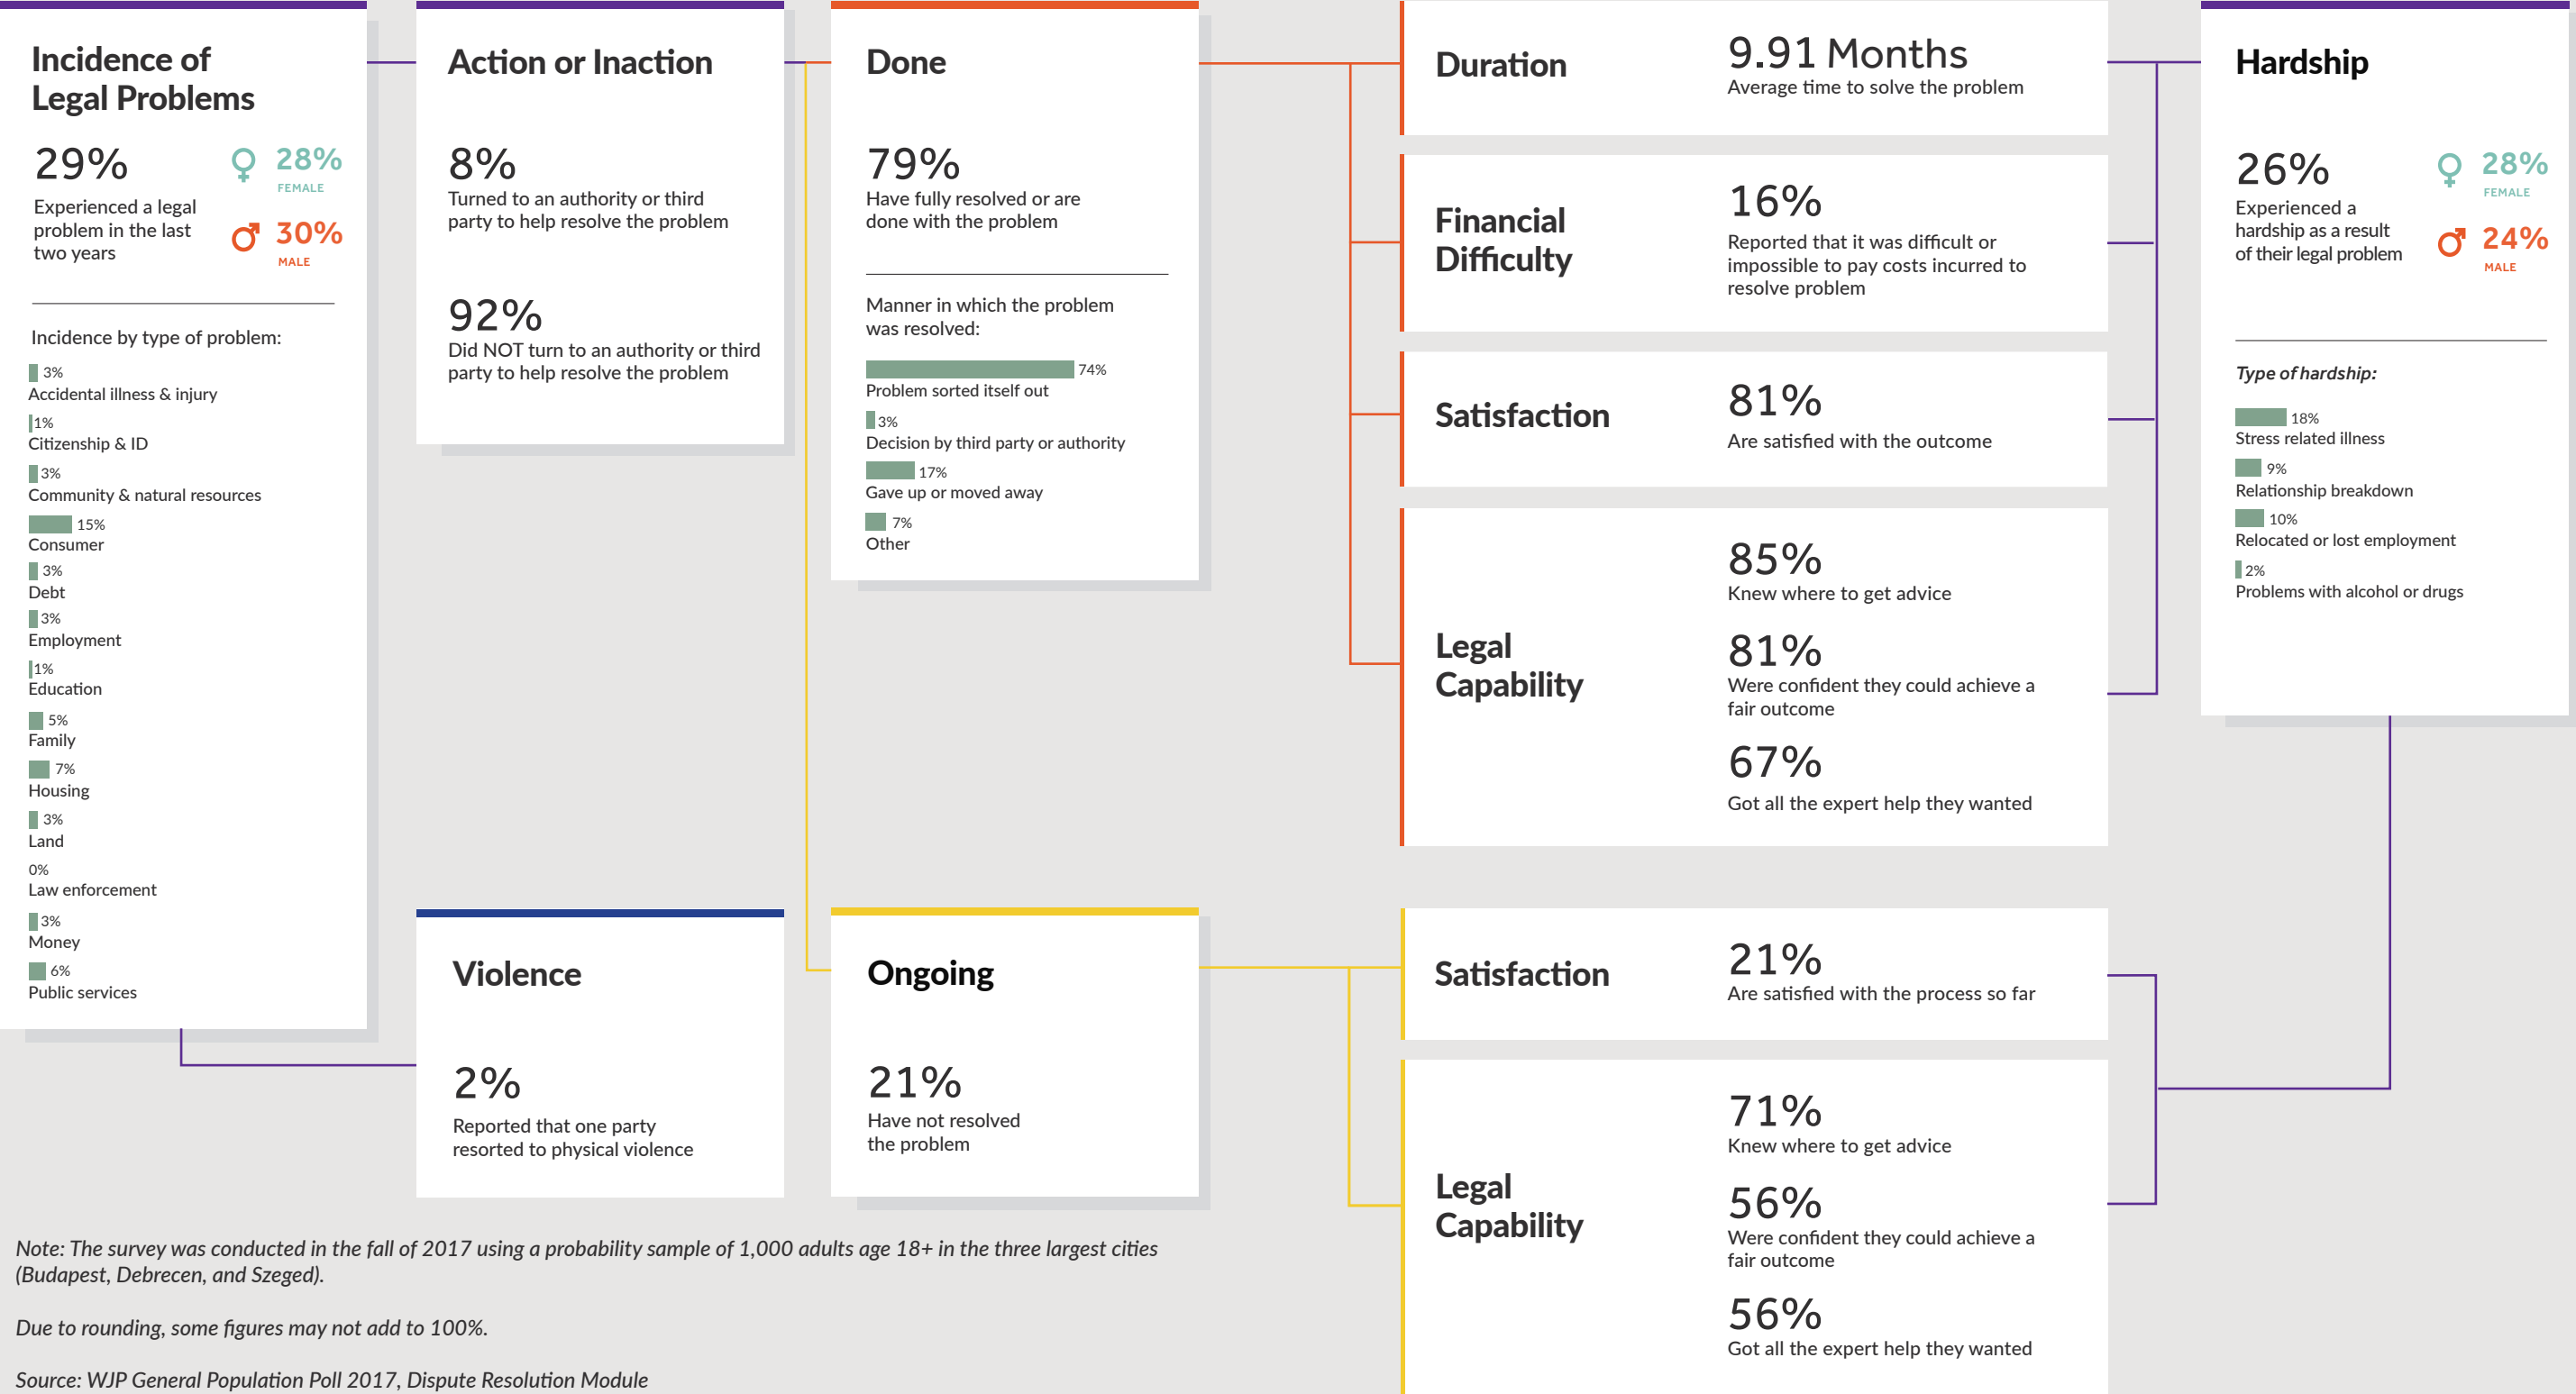 Incidence of
Legal Problems
29%
Experienced a legal
problem in the last
two years
28%
FEMALE
30%
MALE
Incidence by type of problem:
3%
Accidental illness & injury
1%
Citizenship & ID
3%
Community & natural resources
15%
Consumer
3%
Debt
3%
Employment
1%
Education
5%
Family
7%
Housing
3%
Land
0%
Law enforcement
3%
Money
6%
Public services
Action or Inaction
8%
Turned to an authority or third
party to help resolve the problem
92%
Did NOT turn to an authority or third
party to help resolve the problem
Violence
2%
Reported that one party
resorted to physical violence
Done
79%
Have fully resolved or are
done with the problem
Manner in which the problem
was resolved:
74%
Problem sorted itself out
3%
Decision by third party or authority
17%
Gave up or moved away
7%
Other
Ongoing
21%
Have not resolved
the problem
Duration
9.91 Months
Average time to solve the problem
Financial
Difficulty
16%
Reported that it was difficult or
impossible to pay costs incurred to
resolve problem
Satisfaction
81%
Are satisfied with the outcome
Legal
Capability
85%
Knew where to get advice
81%
Were confident they could achieve a
fair outcome
67%
Got all the expert help they wanted
Satisfaction
21%
Are satisfied with the process so far
Legal
Capability
71%
Knew where to get advice
56%
Were confident they could achieve a
fair outcome
56%
Got all the expert help they wanted
Hardship
26%
Experienced a
hardship as a result
of their legal problem
28%
FEMALE
24%
MALE
Type of hardship:
18%
Stress related illness
9%
Relationship breakdown
10%
Relocated or lost employment
2%
Problems with alcohol or drugs
Note: The survey was conducted in the fall of 2017 using a probability sample of 1,000 adults age 18+ in the three largest cities
(Budapest, Debrecen, and Szeged).
Due to rounding, some figures may not add to 100%.
Source: WJP General Population Poll 2017, Dispute Resolution Module